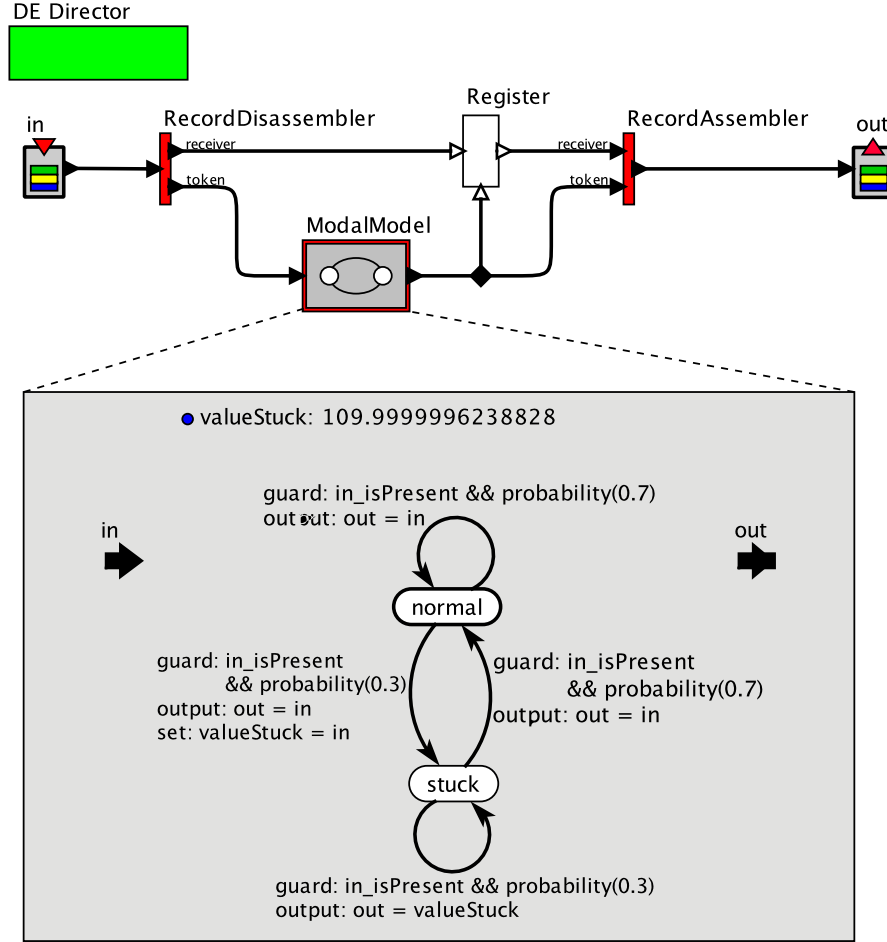 DE Director
in
RecordDisassembler
Register
RecordAssembler
out
receiver
receiver
token
token
ModalModel
valueStuck: 109.9999996238828
guard: in_isPresent && probability(0.7)
output: out = in
in
out
normal
guard: in_isPresent
&& probability(0.3)
output: out = in
set: valueStuck = in
guard: in_isPresent
&& probability(0.7)
output: out = in
stuck
guard: in_isPresent && probability(0.3)
output: out = valueStuck